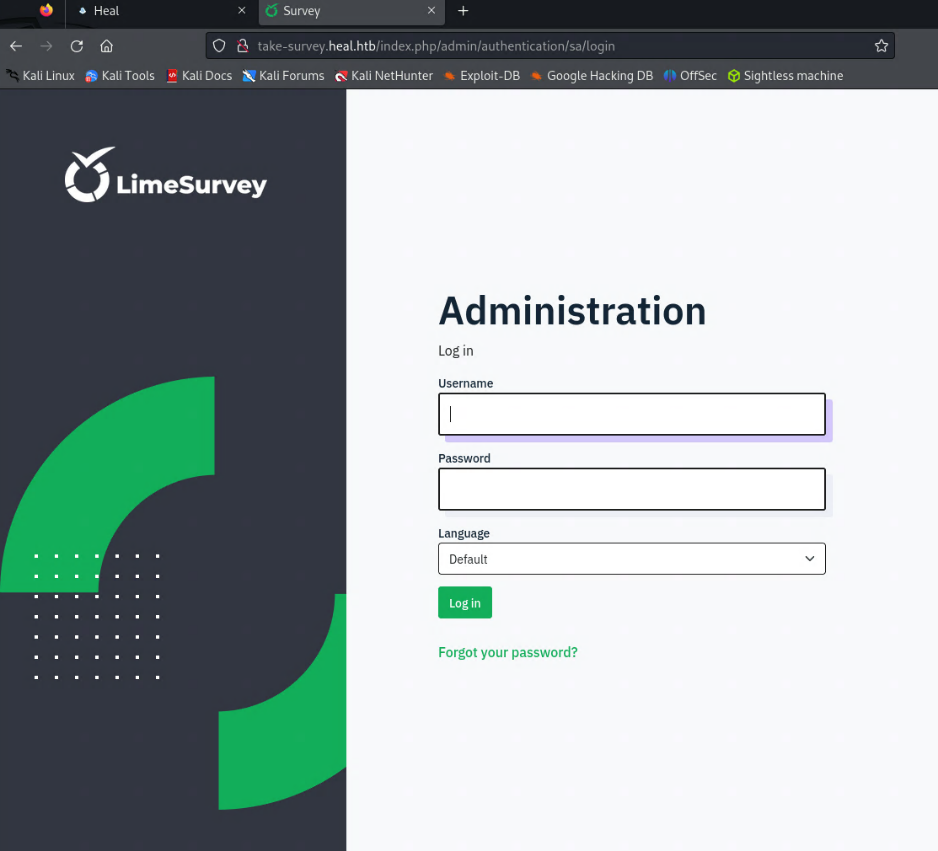 Heal
Survey
take-survey.heal.htb/index.php/admin/authentication/sa/login
Kali Linux Kali Tools Kali Docs Kali Forums Kali NetHunter Exploit-DB Google Hacking DB OffSec Sightless machine
LimeSurvey
Administration
Log in
Username
Password
Language
Default
Log in
Forgot your password?